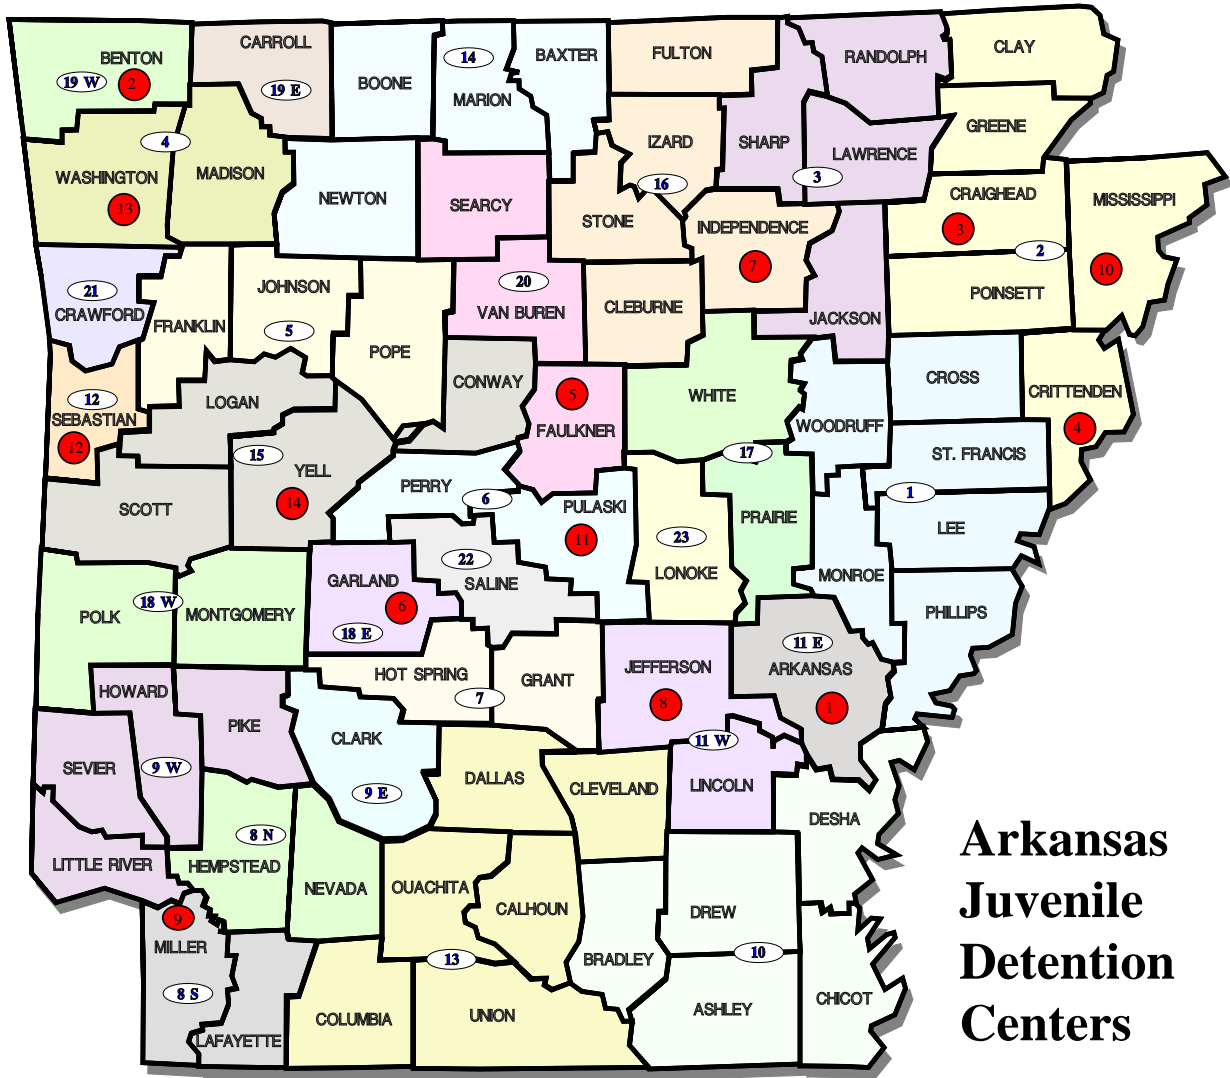 BENTON
19 W
2
CARROLL
19 E
BOONE
14
MARION
BAXTER
FULTON
RANDOLPH
CLAY
4
WASHINGTON
13
MADISON
NEWTON
SEARCY
STONE
IZARD
16
SHARP
LAWRENCE
3
GREENE
CRAIGHEAD
3
MISSISSIPPI
10
INDEPENDENCE
7
2
POINSETT
21
CRAWFORD
FRANKLIN
JOHNSON
5
POPE
20
VAN BUREN
CLEBURNE
JACKSON
12
SEBASTIAN
12
LOGAN
CONWAY
5
FAULKNER
WHITE
WOODRUFF
CROSS
CRITTENDEN
4
ST. FRANCIS
15
YELL
14
SCOTT
PERRY
6
PULASKI
11
17
PRAIRIE
23
LONOKE
1
LEE
MONROE
PHILLIPS
POLK
18 W
MONTGOMERY
GARLAND
6
18 E
22
SALINE
HOT SPRING
7
GRANT
JEFFERSON
8
11 E
ARKANSAS
1
HOWARD
PIKE
CLARK
9 E
SEVIER
9 W
DALLAS
CLEVELAND
11 W
LINCOLN
DESHA
LITTLE RIVER
8 N
HEMPSTEAD
NEVADA
OUACHITA
CALHOUN
BRADLEY
DREW
10
9
MILLER
8 S
LAFAYETTE
COLUMBIA
13
UNION
ASHLEY
CHICOT
Arkansas
Juvenile
Detention
Centers